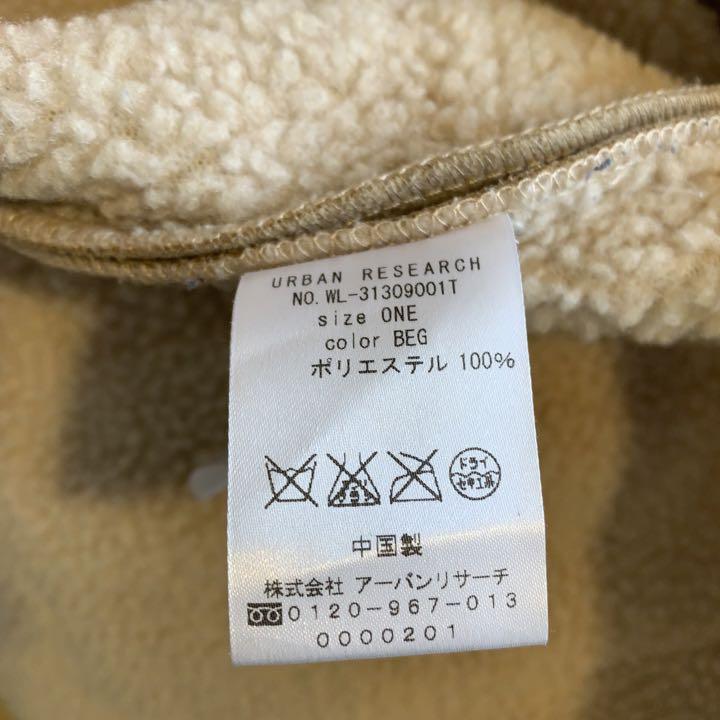 URBAN RESEARCH
NO.WL-31309001T
size ONE
color BEG
ポリエステル 100%
ドライ
セキユ系
中国製
株式会社 アーバンリサーチ
0120-967-013
0000201